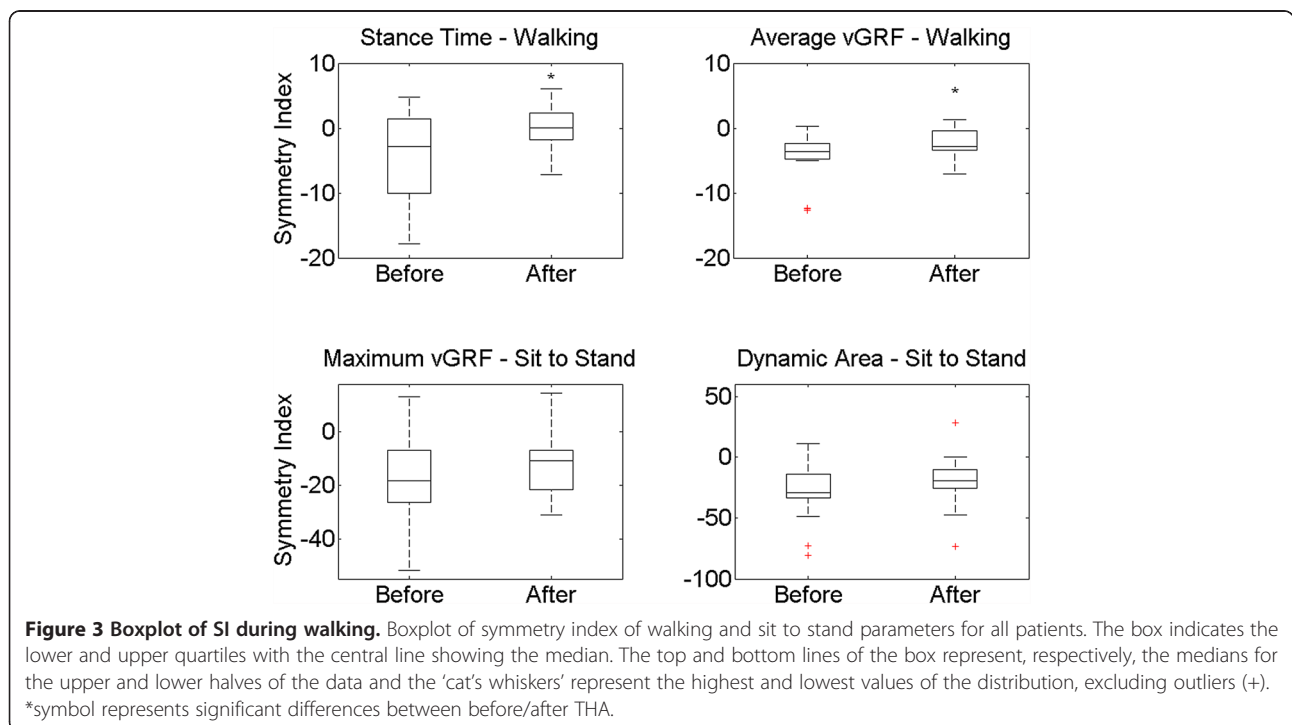 Stance Time - Walking
Average vGRF - Walking
Symmetry Index
10
*
0
-10
-20
Before
After
10
*
0
-10
-20
Before
After
Maximum vGRF - Sit to Stand
Dynamic Area - Sit to Stand
Symmetry Index
0
-20
-40
Before
After
50
0
-50
-100
Before
After
Figure 3 Boxplot of SI during walking. Boxplot of symmetry index of walking and sit to stand parameters for all patients. The box indicates the
lower and upper quartiles with the central line showing the median. The top and bottom lines of the box represent, respectively, the medians for
the upper and lower halves of the data and the ‘cat’s whiskers’ represent the highest and lowest values of the distribution, excluding outliers (+).
*symbol represents significant differences between before/after THA.